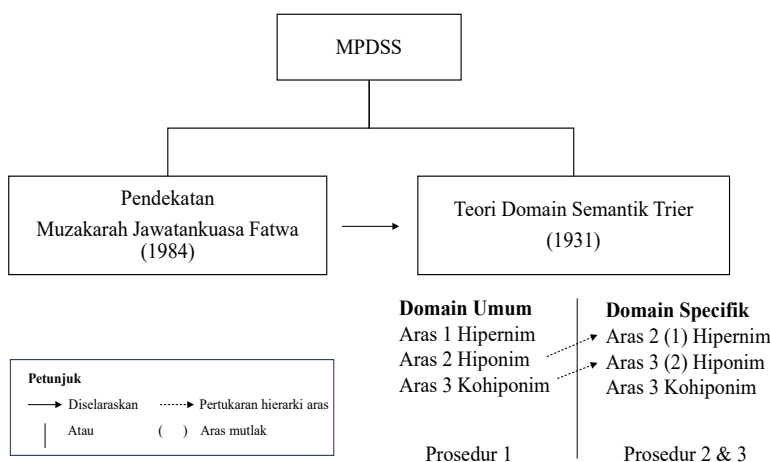 MPDSS
Pendekatan
Muzakarah Jawatankuasa Fatwa
(1984)
Teori Domain Semantik Trier
(1931)
Domain Umum
Aras 1 Hipernim
Aras 2 Hiponim
Aras 3 Kohiponim
Prosedur 1
Domain Specifik
Aras 2 (1) Hipernim
Aras 3 (2) Hiponim
Aras 3 Kohiponim
Prosedur 2 & 3
Petunjuk
Diselaraskan
Pertukaran hierarki aras
Atau
( ) Aras mutlak